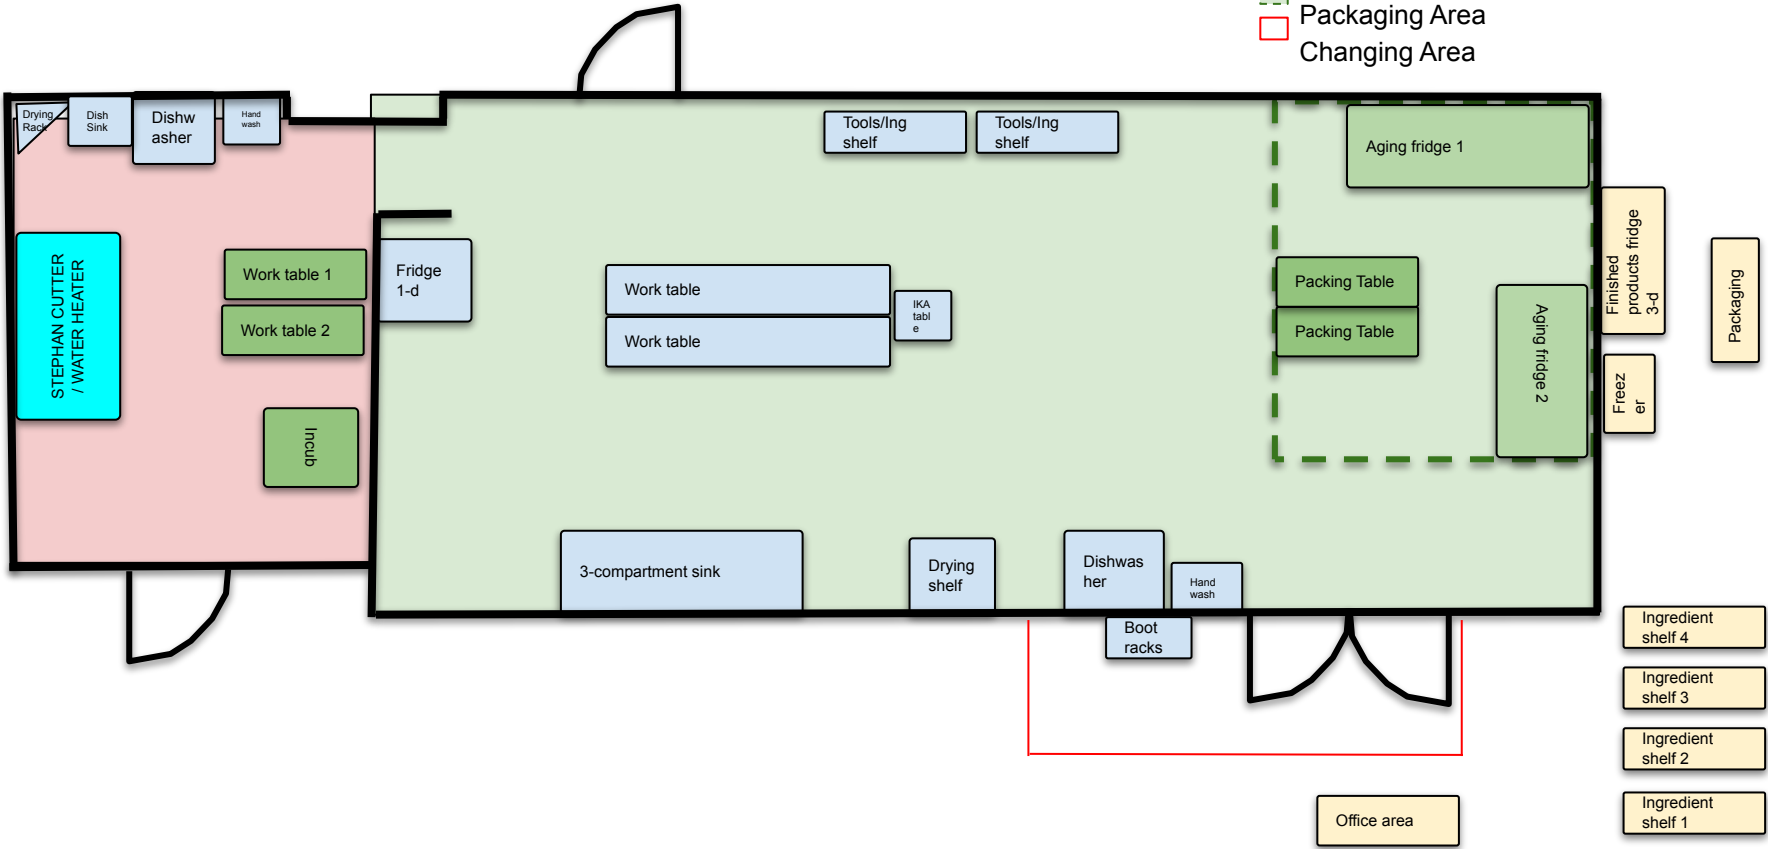 Packaging Area
Changing Area
Drying
Rack
Dish
Sink
Dishw
asher
Hand
wash
Tools/Ing
shelf
Tools/Ing
shelf
Aging fridge 1
Finished
products fridge
3-d
Packaging
STEPHAN CUTTER
/ WATER HEATER
Work table 1
Work table 2
Fridge
1-d
Work table
Work table
IKA
tabl
e
Packing Table
Packing Table
Aging fridge 2
Freez
er
Incub
3-compartment sink
Drying
shelf
Dishwas
her
Hand
wash
Boot
racks
Ingredient
shelf 4
Ingredient
shelf 3
Ingredient
shelf 2
Ingredient
shelf 1
Office area